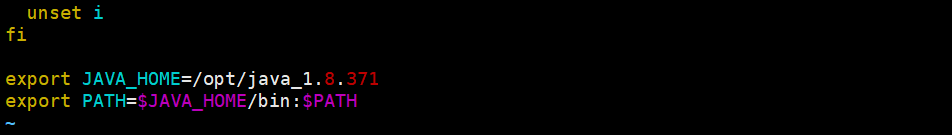 unset i
fi
export JAVA_HOME=/opt/java_1.8.371
export PATH=$JAVA_HOME/bin:$PATH
~